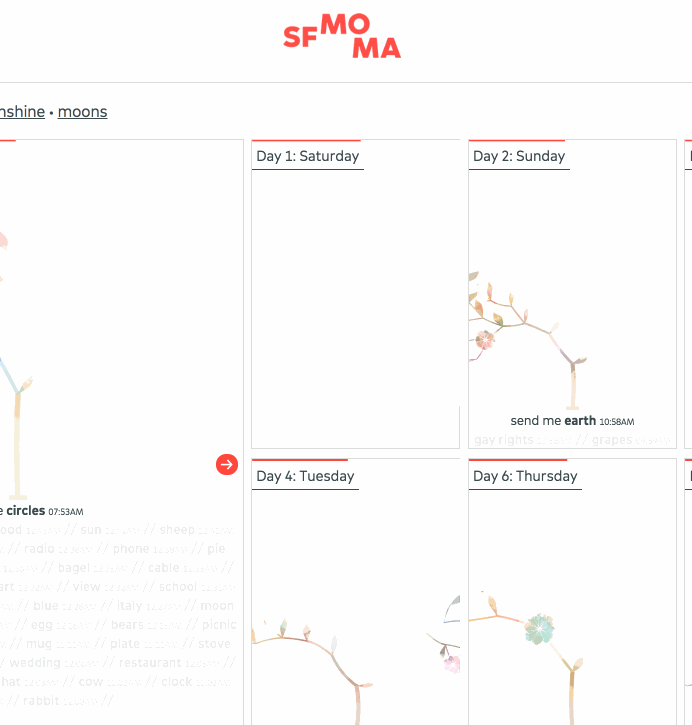 SFMOMA
nshine • moons
Day 1: Saturday
Day 2: Sunday
send me earth 10:58AM
gay rights // grapes
Day 4: Tuesday
Day 6: Thursday
e circles 07:53AM
ood // sun // sheep
// radio // phone // pie
// bagel // cable //
art // view // school
// blue // italy // moon
// egg // bears // picnic
// mug // plate // stove
// wedding // restaurant //
hat // cow // clock
// rabbit //